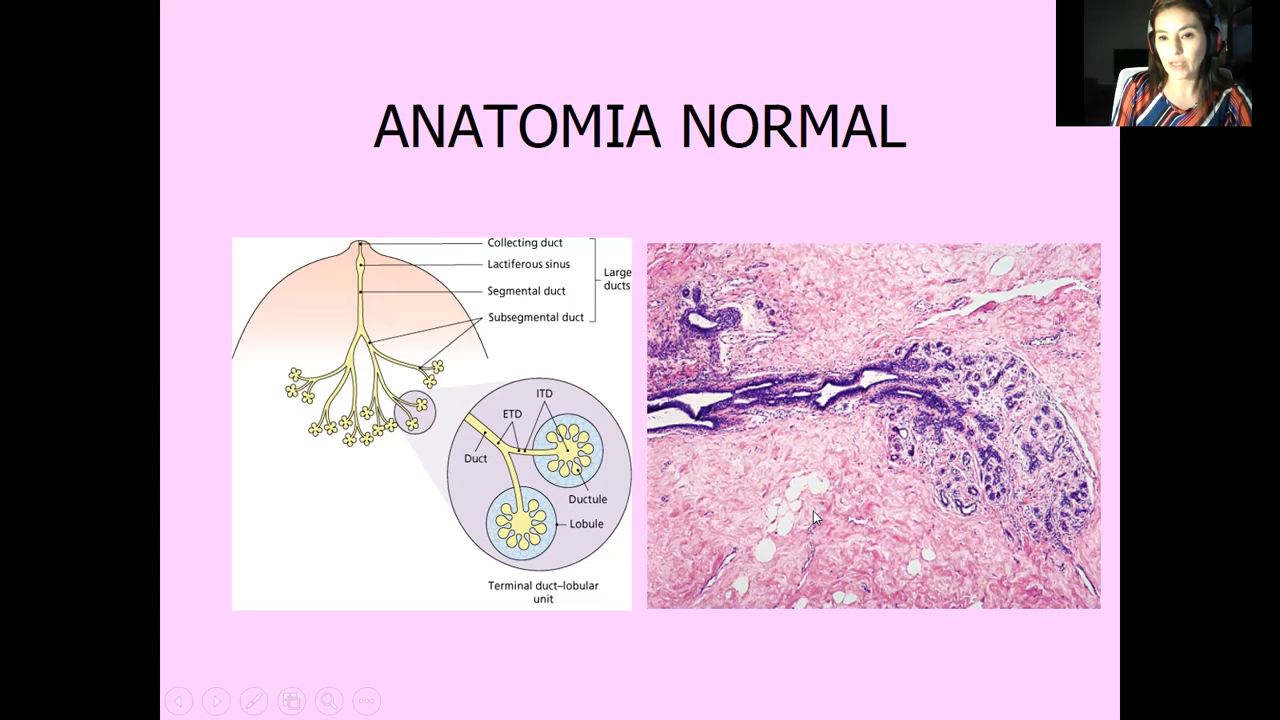 ANATOMIA NORMAL
Collecting duct
Lactiferous sinus
Large
ducts
Segmental duct
Subsegmental duct
ITD
ETD
Duct
Ductule
Lobule
Terminal duct–lobular
unit